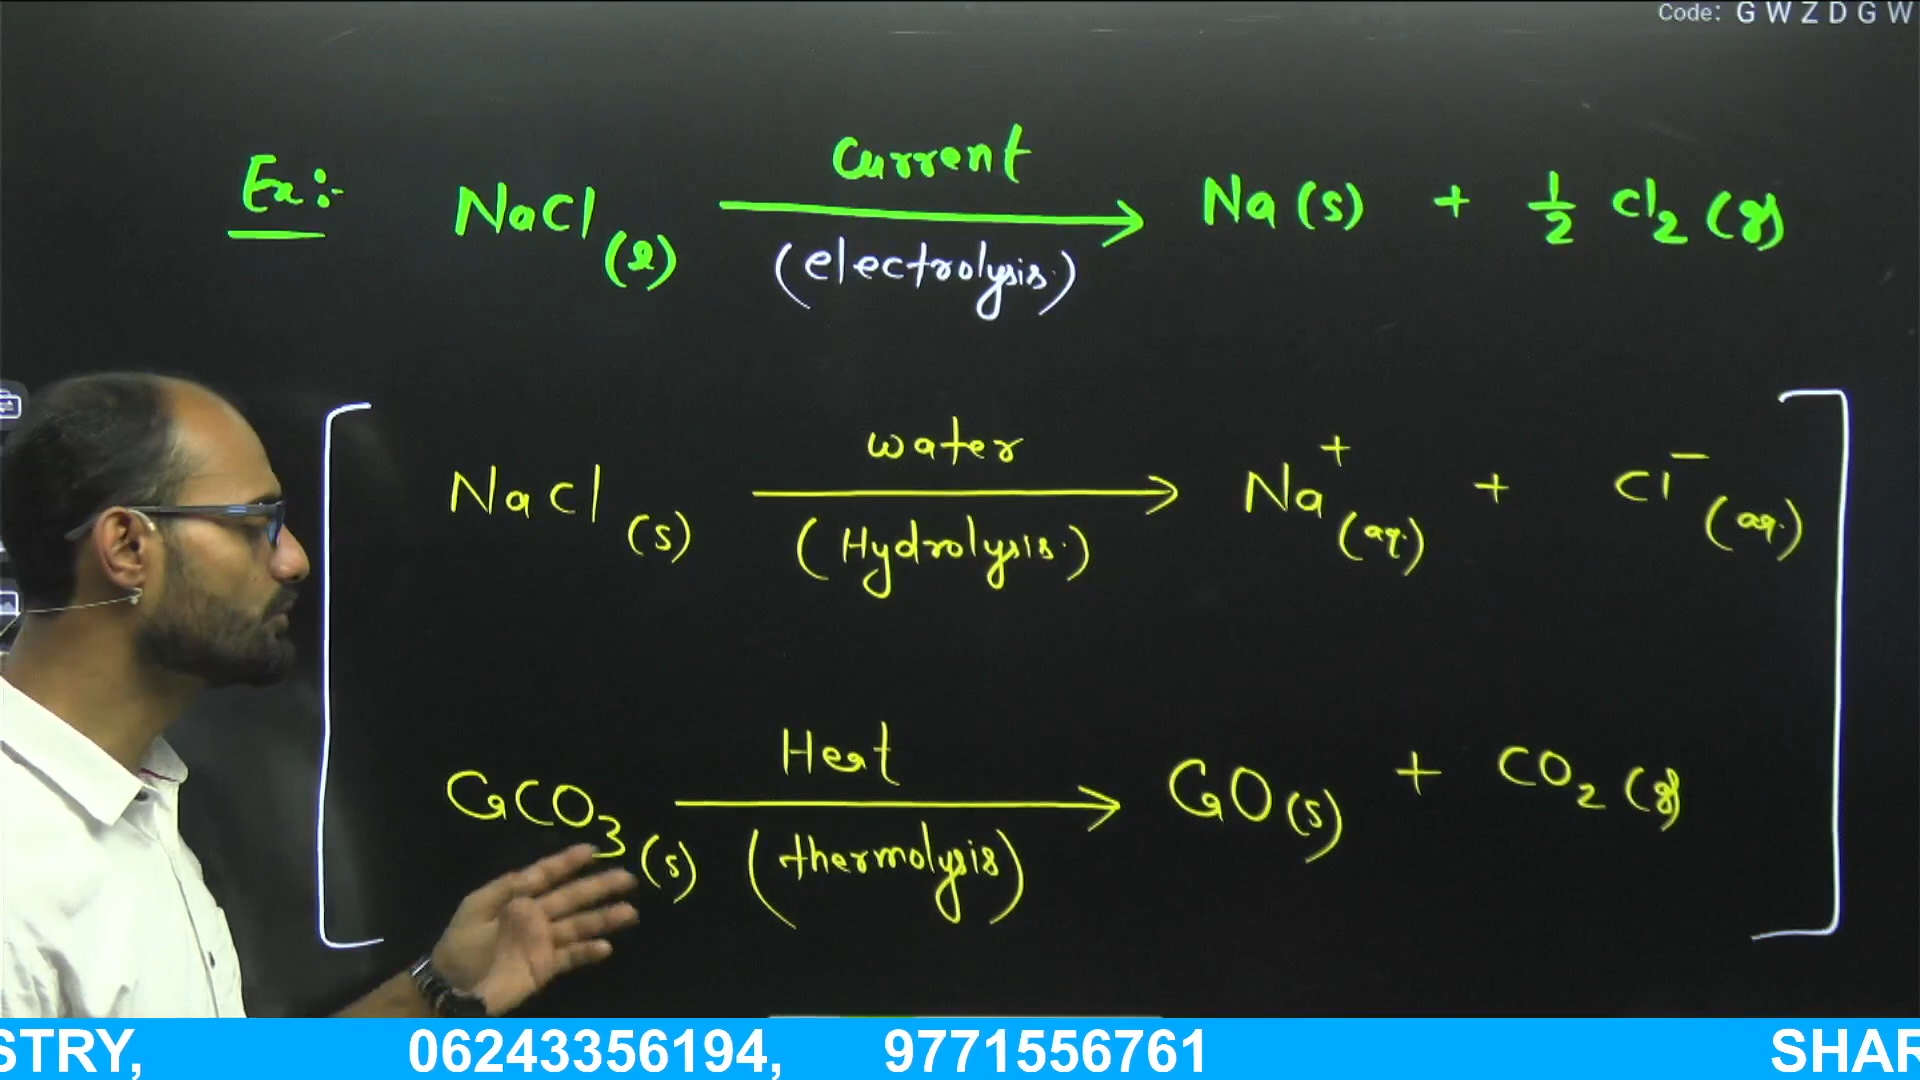 Code: G W Z D G W
Ex:- NaCl (l) Current (electrolysis) Na (s) + 1/2 Cl2 (g)
NaCl (s) water (Hydrolysis) Na+ (aq.) + Cl- (aq.)
CaCO3 (s) Heat (thermolysis) CaO (s) + CO2 (g)
STRY, 06243356194, 9771556761 SHAR